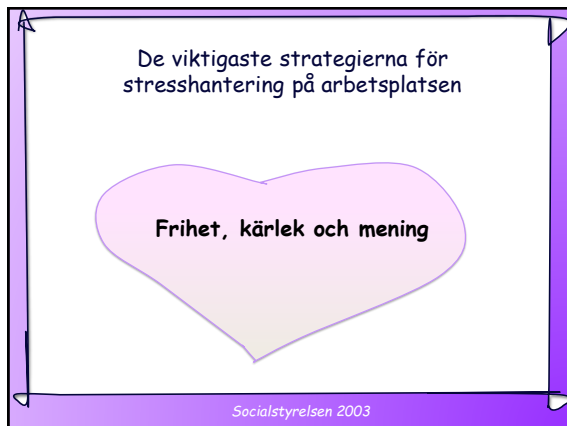 De viktigaste strategierna för
stresshantering på arbetsplatsen
Frihet, kärlek och mening
Socialstyrelsen 2003